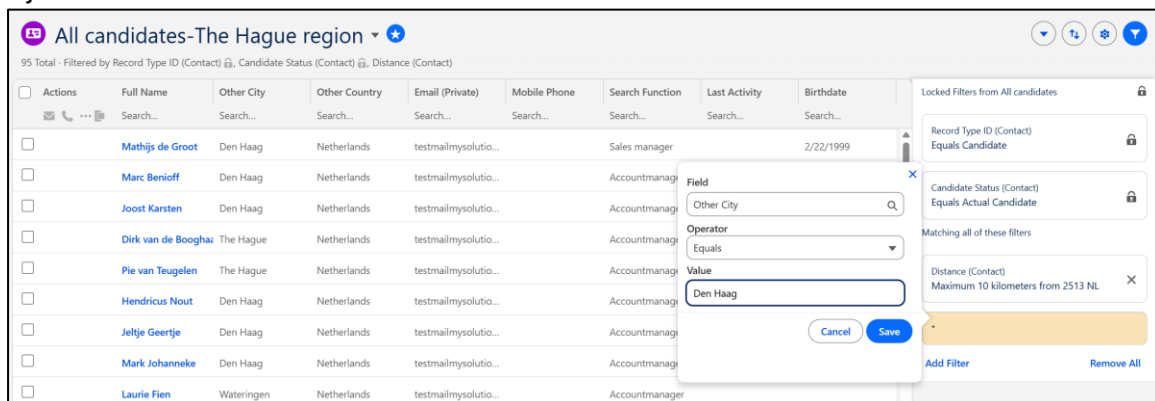 All candidates-The Hague region
95 Total · Filtered by Record Type ID (Contact), Candidate Status (Contact), Distance (Contact)
Actions Full Name Other City Other Country Email (Private) Mobile Phone Search Function Last Activity Birthdate
Search... Search... Search... Search... Search... Search... Search... Search...
Mathijs de Groot Den Haag Netherlands testmailmysolutio... Sales manager 2/22/1999
Marc Benioff Den Haag Netherlands testmailmysolutio... Accountmanage
Joost Karsten Den Haag Netherlands testmailmysolutio... Accountmanage
Dirk van de Booghaa The Hague Netherlands testmailmysolutio... Accountmanage
Pie van Teugelen The Hague Netherlands testmailmysolutio... Accountmanage
Hendricus Nout Den Haag Netherlands testmailmysolutio... Accountmanage
Jeltje Geertje Den Haag Netherlands testmailmysolutio... Accountmanage
Mark Johanneke Den Haag Netherlands testmailmysolutio... Accountmanage
Laurie Fien Wateringen Netherlands testmailmysolutio... Accountmanager
Field
Other City
Operator
Equals
Value
Den Haag
Cancel Save
Locked Filters from All candidates
Record Type ID (Contact)
Equals Candidate
Candidate Status (Contact)
Equals Actual Candidate
Matching all of these filters
Distance (Contact)
Maximum 10 kilometers from 2513 NL
Add Filter Remove All